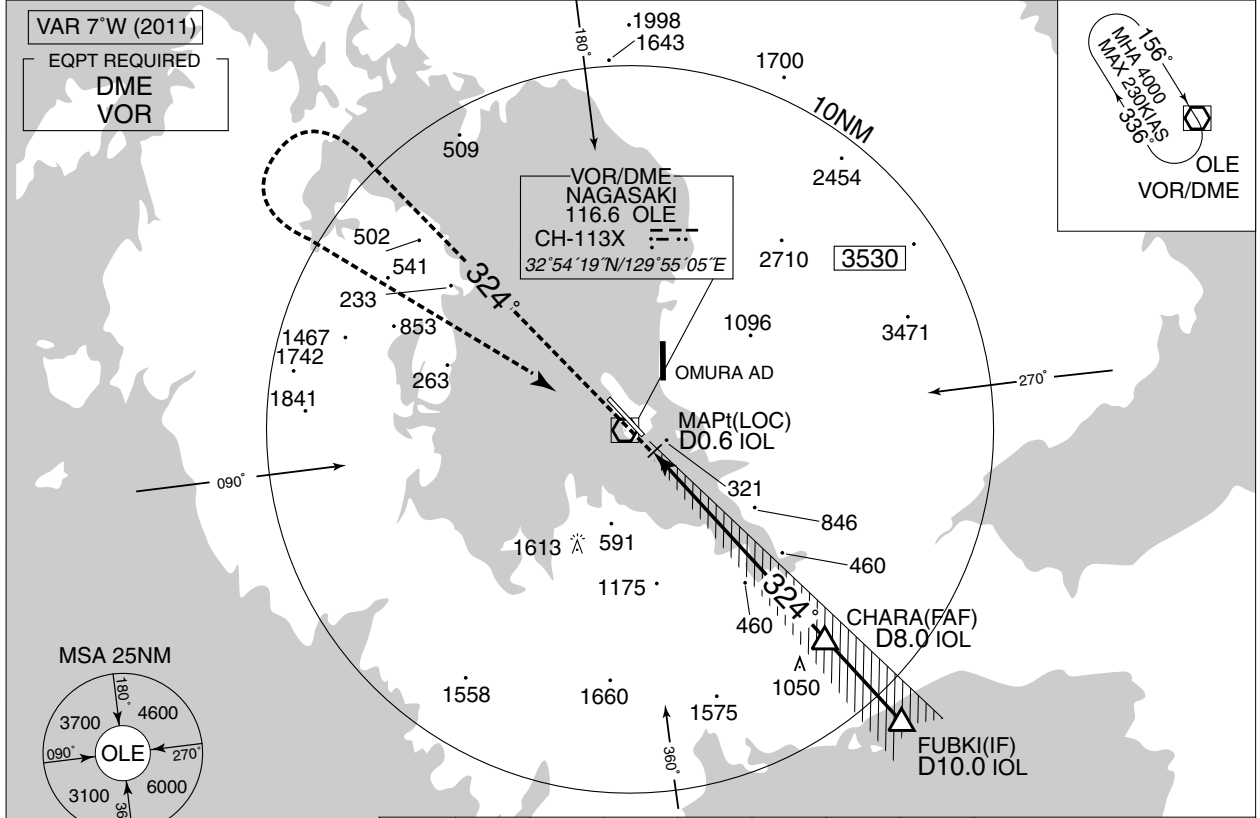 VAR 7°W (2011)
EQPT REQUIRED
DME
VOR
180°
1998
1643
1700
10NM
509
2454
VOR/DME
NAGASAKI
116.6 OLE
CH-113X
32°54´19˝N/129°55´05˝E
156°
MHA 4000
MAX 230KIAS
336°
OLE
VOR/DME
502
541
233
324°
2710
3530
1467
853
1742
1096
3471
263
OMURA AD
1841
270°
MAPt(LOC)
D0.6 IOL
090°
321
846
1613
591
460
1175
324°
460
CHARA(FAF)
D8.0 IOL
1050
1558
1660
1575
360°
FUBKI(IF)
D10.0 IOL
MSA 25NM
180°
3700
4600
090°
OLE
270°
3100
6000